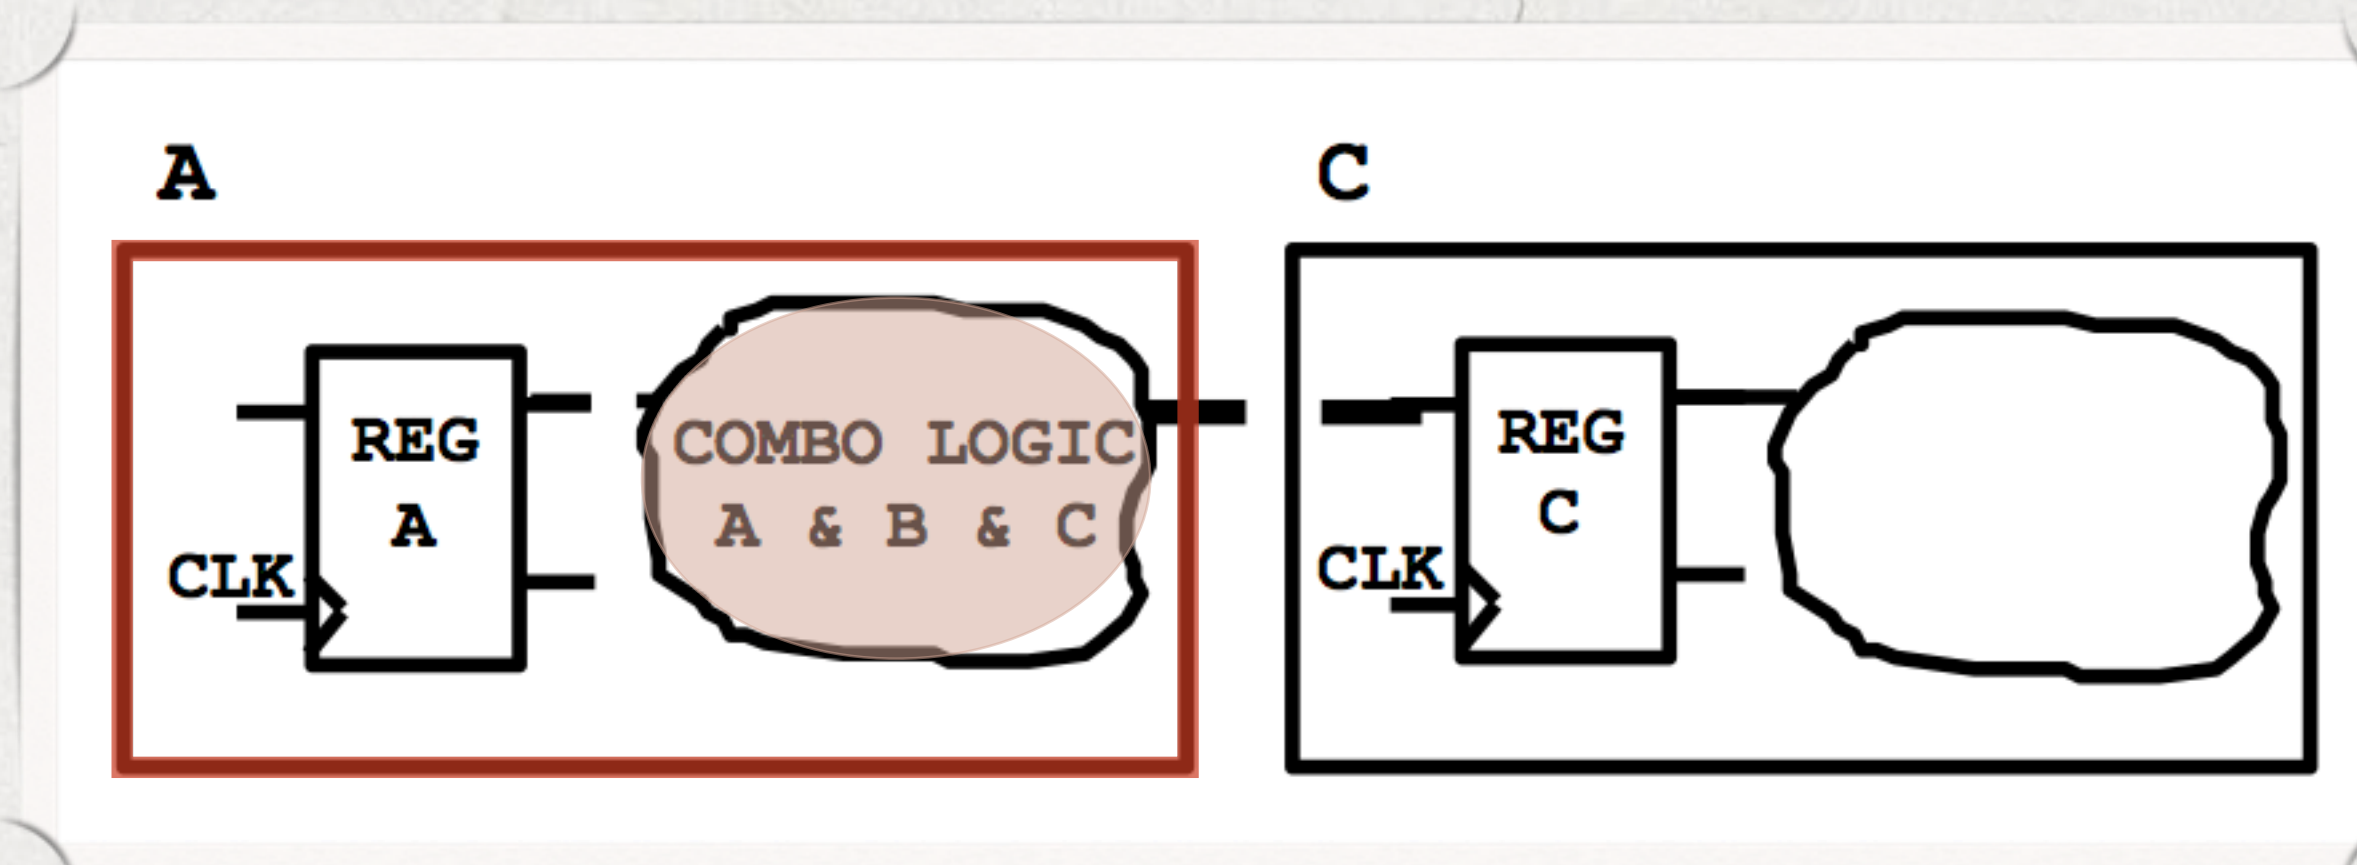 A
C
REG
A
CLK
COMBO LOGIC
A & B & C
REG
C
CLK